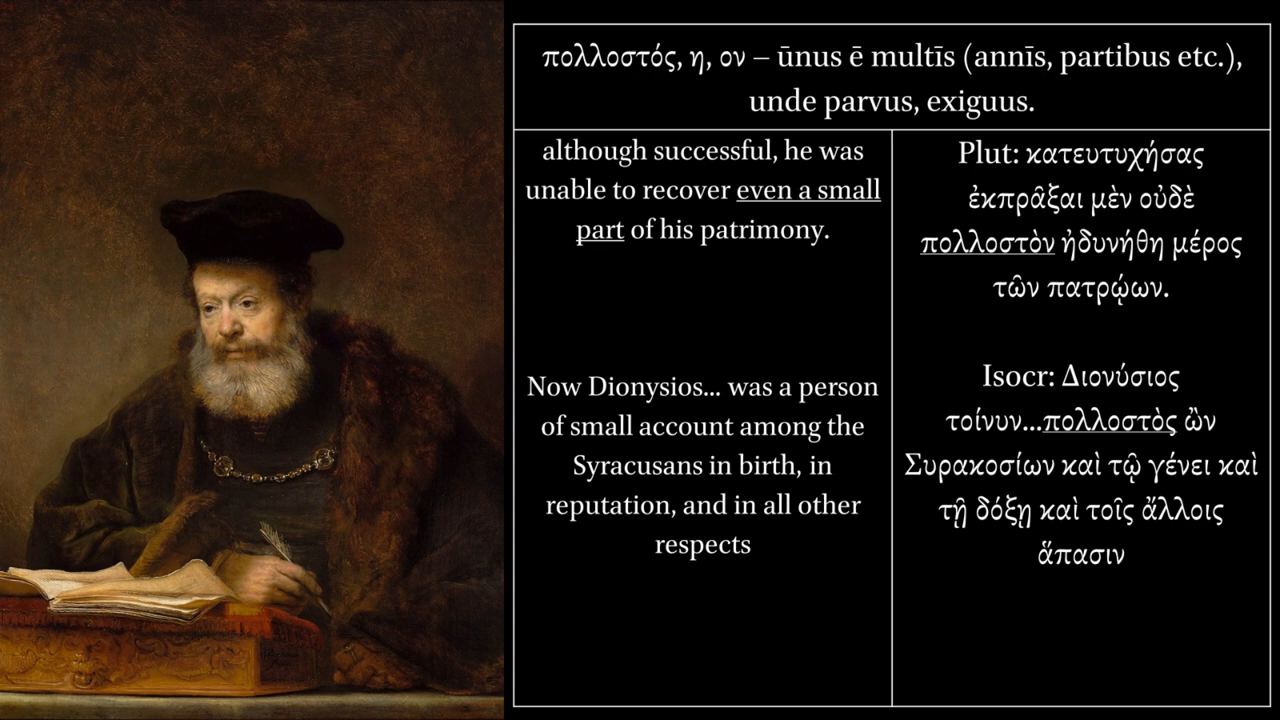 πολλοστός, η, ον – ūnus ē multīs (annīs, partibus etc.),
unde parvus, exiguus.
although successful, he was
unable to recover even a small
part of his patrimony.
Now Dionysios... was a person
of small account among the
Syracusans in birth, in
reputation, and in all other
respects
Plut: κατευτυχήσας
ἐκπρᾶξαι μὲν οὐδὲ
πολλοστὸν ἠδυνήθη μέρος
τῶν πατρῴων.
Isocr: Διονύσιος
τοίνυν...πολλοστὸς ὢν
Συρακοσίων καὶ τῷ γένει καὶ
τῇ δόξῃ καὶ τοῖς ἄλλοις
ἅπασιν